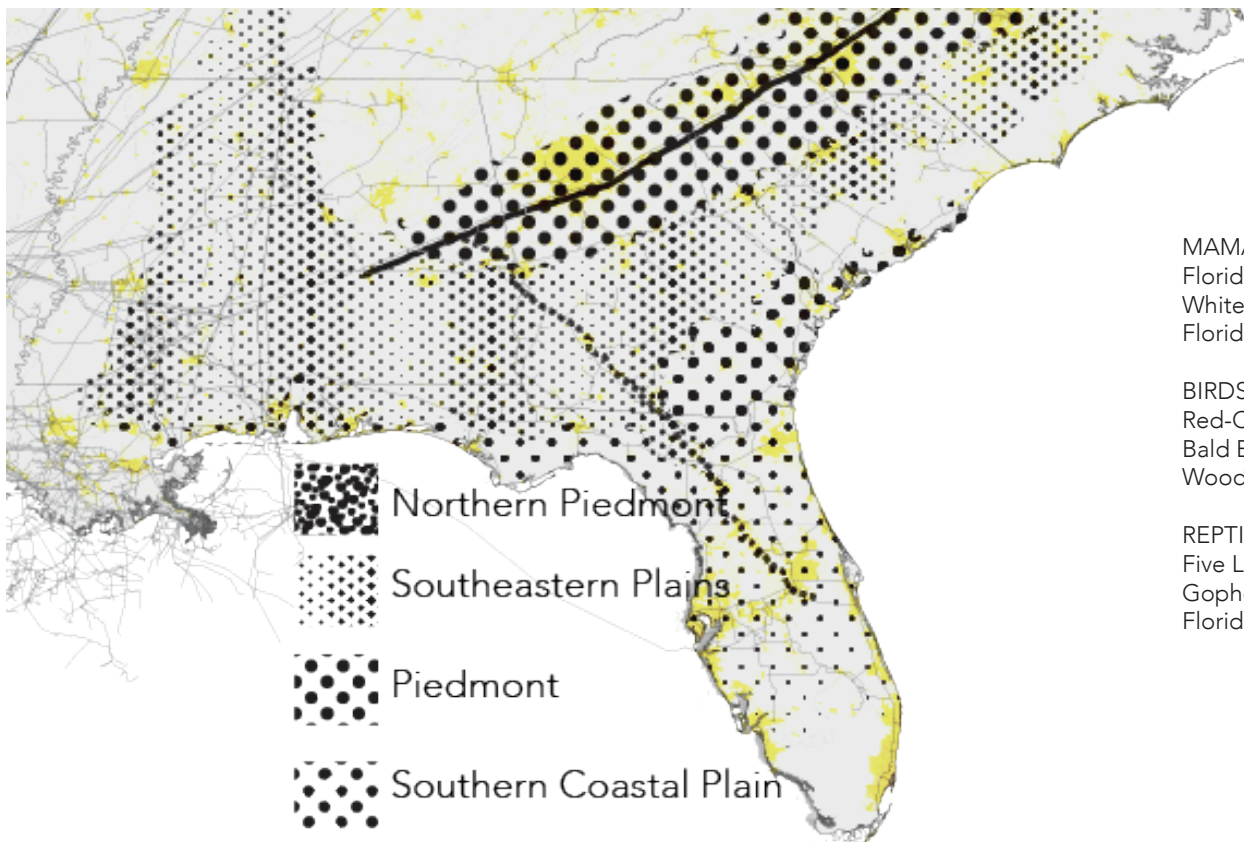 Northern Piedmont
Southeastern Plains
Piedmont
Southern Coastal Plain
MAMA
Florid
White
Florid
BIRDS
Red-C
Bald E
Wood
REPTI
Five L
Goph
Florid